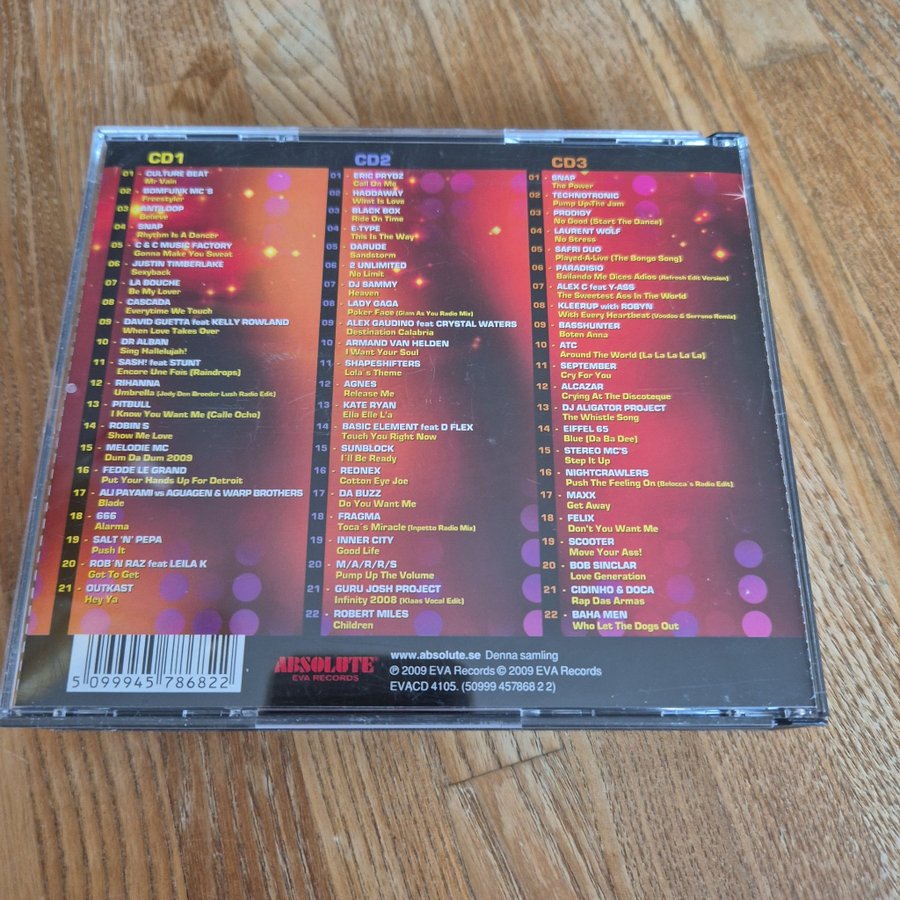 CD1
01 - CULTURE BEAT
Mr Vain
02 - BOMFUNK MC'S
Freestyler
03 - ANTILOOP
Believe
04 - SNAP
Rhythm Is A Dancer
05 - C & C MUSIC FACTORY
Gonna Make You Sweat
06 - JUSTIN TIMBERLAKE
Sexyback
07 - LA BOUCHE
Be My Lover
08 - CASCADA
Everytime We Touch
09 - DAVID GUETTA feat KELLY ROWLAND
When Love Takes Over
10 - DR ALBAN
Sing Hallelujah!
11 - SASH! feat STUNT
Encore Une Fois (Raindrops)
12 - RIHANNA
Umbrella (Jody Den Broeder Lush Radio Edit)
13 - PITBULL
I Know You Want Me (Calle Ocho)
14 - ROBIN S
Show Me Love
15 - MELODIE MC
Dum Da Dum 2009
16 - FEDDE LE GRAND
Put Your Hands Up For Detroit
17 - ALI PAYAMI vs AGUAGEN & WARP BROTHERS
Blade
18 - 666
Alarma
19 - SALT 'N' PEPA
Push It
20 - ROB´N RAZ feat LEILA K
Got To Get
21 - OUTKAST
Hey Ya
CD2
01 - ERIC PRYDZ
Call On Me
02 - HADDAWAY
What Is Love
03 - BLACK BOX
Ride On Time
04 - E-TYPE
This Is The Way
05 - DARUDE
Sandstorm
06 - 2 UNLIMITED
No Limit
07 - DJ SAMMY
Heaven
08 - LADY GAGA
Poker Face (Glam As You Radio Mix)
09 - ALEX GAUDINO feat CRYSTAL WATERS
Destination Calabria
10 - ARMAND VAN HELDEN
I Want Your Soul
11 - SHAPESHIFTERS
Lola´s Theme
12 - AGNES
Release Me
13 - KATE RYAN
Ella Elle L'a
14 - BASIC ELEMENT feat D FLEX
Touch You Right Now
15 - SUNBLOCK
I´ll Be Ready
16 - REDNEX
Cotton Eye Joe
17 - DA BUZZ
Do You Want Me
18 - FRAGMA
Toca´s Miracle (Inpetto Radio Mix)
19 - INNER CITY
Good Life
20 - M/A/R/R/S
Pump Up The Volume
21 - GURU JOSH PROJECT
Infinity 2008 (Klaas Vocal Edit)
22 - ROBERT MILES
Children
CD3
01 - SNAP
The Power
02 - TECHNOTRONIC
Pump Up The Jam
03 - PRODIGY
No Good (Start The Dance)
04 - LAURENT WOLF
No Stress
05 - SAFRI DUO
Played-A-Live (The Bongo Song)
06 - PARADISIO
Bailando Me Dices Adios (Refresh Edit Version)
07 - ALEX C feat Y-ASS
The Sweetest Ass In The World
08 - KLEERUP with ROBYN
With Every Heartbeat (Voodoo & Serrano Remix)
09 - BASSHUNTER
Boten Anna
10 - ATC
Around The World (La La La La La)
11 - SEPTEMBER
Cry For You
12 - ALCAZAR
Crying At The Discoteque
13 - DJ ALIGATOR PROJECT
The Whistle Song
14 - EIFFEL 65
Blue (Da Ba Dee)
15 - STEREO MC'S
Step It Up
16 - NIGHTCRAWLERS
Push The Feeling On (Belocca´s Radio Edit)
17 - MAXX
Get Away
18 - FELIX
Don't You Want Me
19 - SCOOTER
Move Your Ass!
20 - BOB SINCLAR
Love Generation
21 - CIDINHO & DOCA
Rap Das Armas
22 - BAHA MEN
Who Let The Dogs Out
5 099945 786822
ABSOLUTE
EVA RECORDS
www.absolute.se Denna samling
℗ 2009 EVA Records © 2009 EVA Records
EVACD 4105. (50999 457868 2 2)